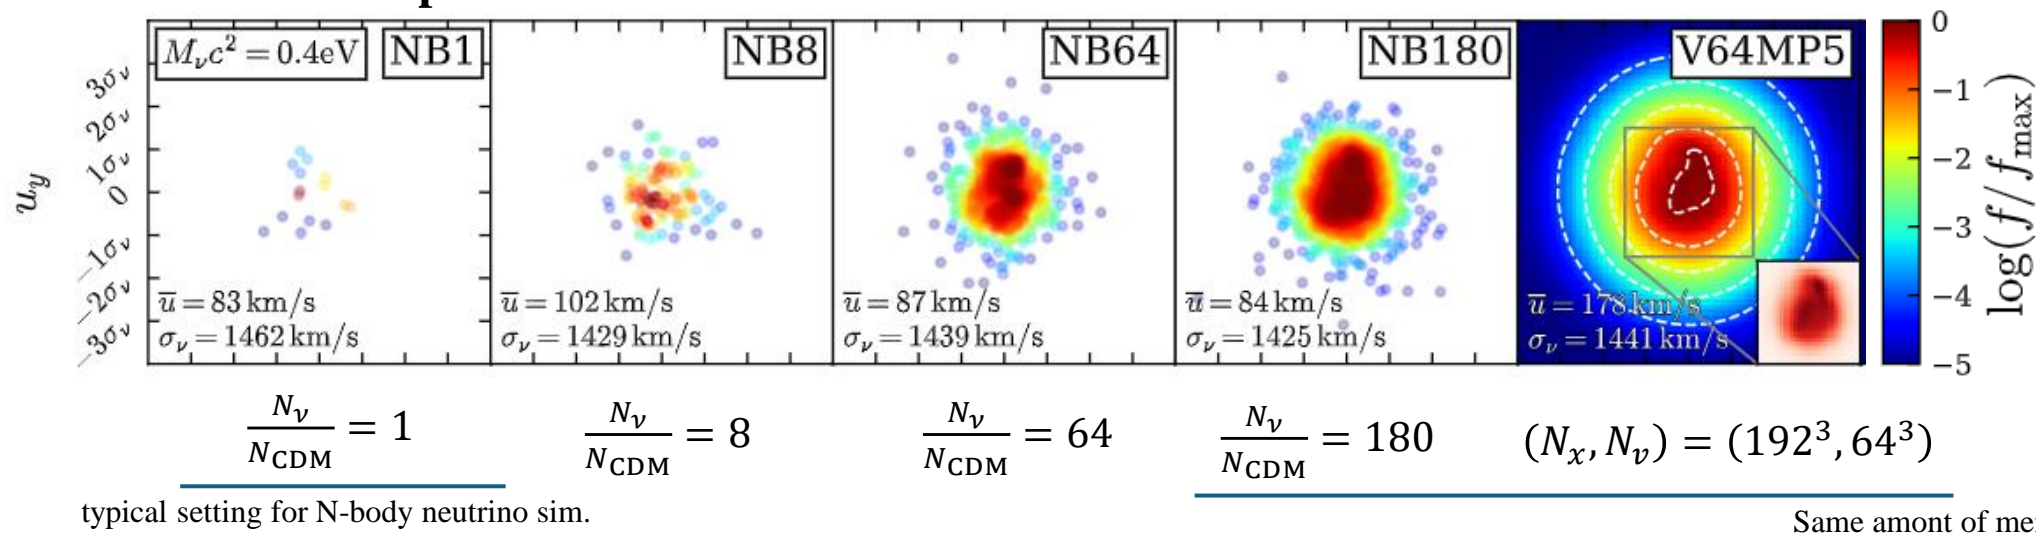 M_ν c² = 0.4eV NB1 NB8 NB64 NB180 V64MP5
u_y
3σ_ν
2σ_ν
1σ_ν
0
−1σ_ν
−2σ_ν
−3σ_ν
u̅ = 83 km/s
σ_ν = 1462 km/s
u̅ = 102 km/s
σ_ν = 1429 km/s
u̅ = 87 km/s
σ_ν = 1439 km/s
u̅ = 84 km/s
σ_ν = 1425 km/s
u̅ = 178 km/s
σ_ν = 1441 km/s
0
−1
−2
−3
−4
−5
log(f/f_max)
N_ν/N_CDM = 1
N_ν/N_CDM = 8
N_ν/N_CDM = 64
N_ν/N_CDM = 180
(N_x, N_v) = (192³, 64³)
typical setting for N-body neutrino sim.
Same amont of